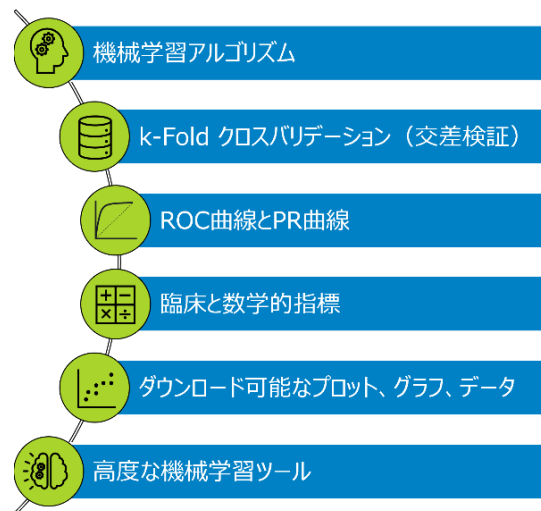 機械学習アルゴリズム
k-Fold クロスバリデーション（交差検証）
ROC曲線とPR曲線
臨床と数学的指標
ダウンロード可能なプロット、グラフ、データ
高度な機械学習ツール